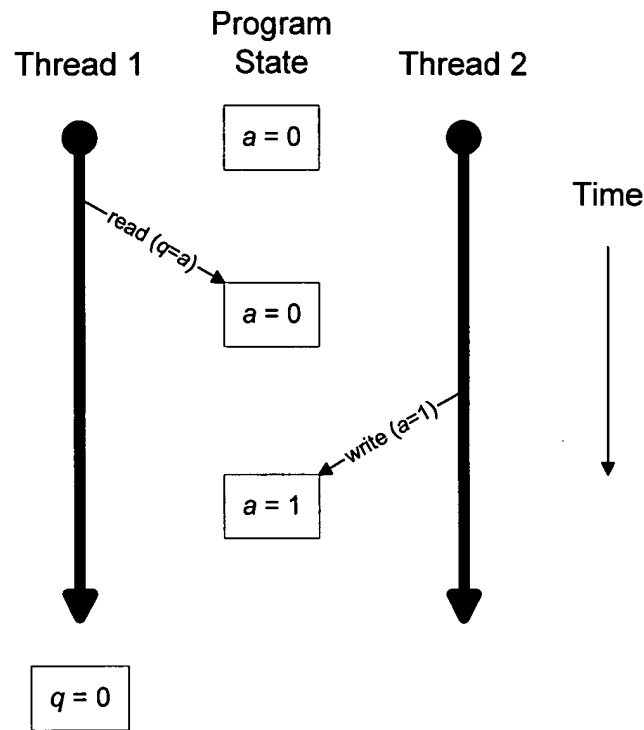 Program
State
Thread 1
Thread 2
a = 0
Time
read (q=a)
a = 0
write (a=1)
a = 1
q = 0